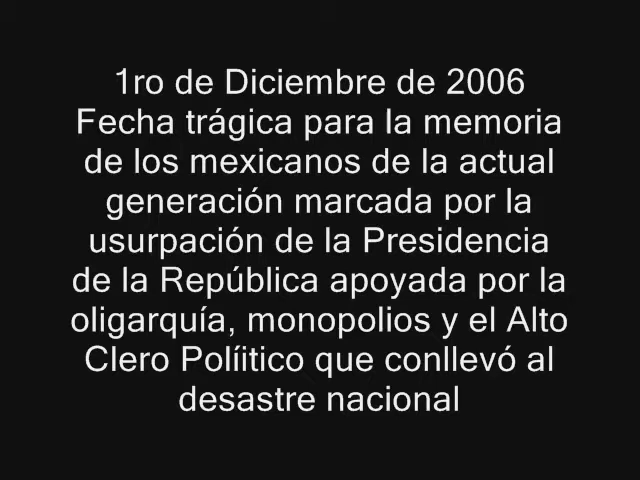 1ro de Diciembre de 2006
Fecha trágica para la memoria
de los mexicanos de la actual
generación marcada por la
usurpación de la Presidencia
de la República apoyada por la
oligarquía, monopolios y el Alto
Clero Políitico que conllevó al
desastre nacional